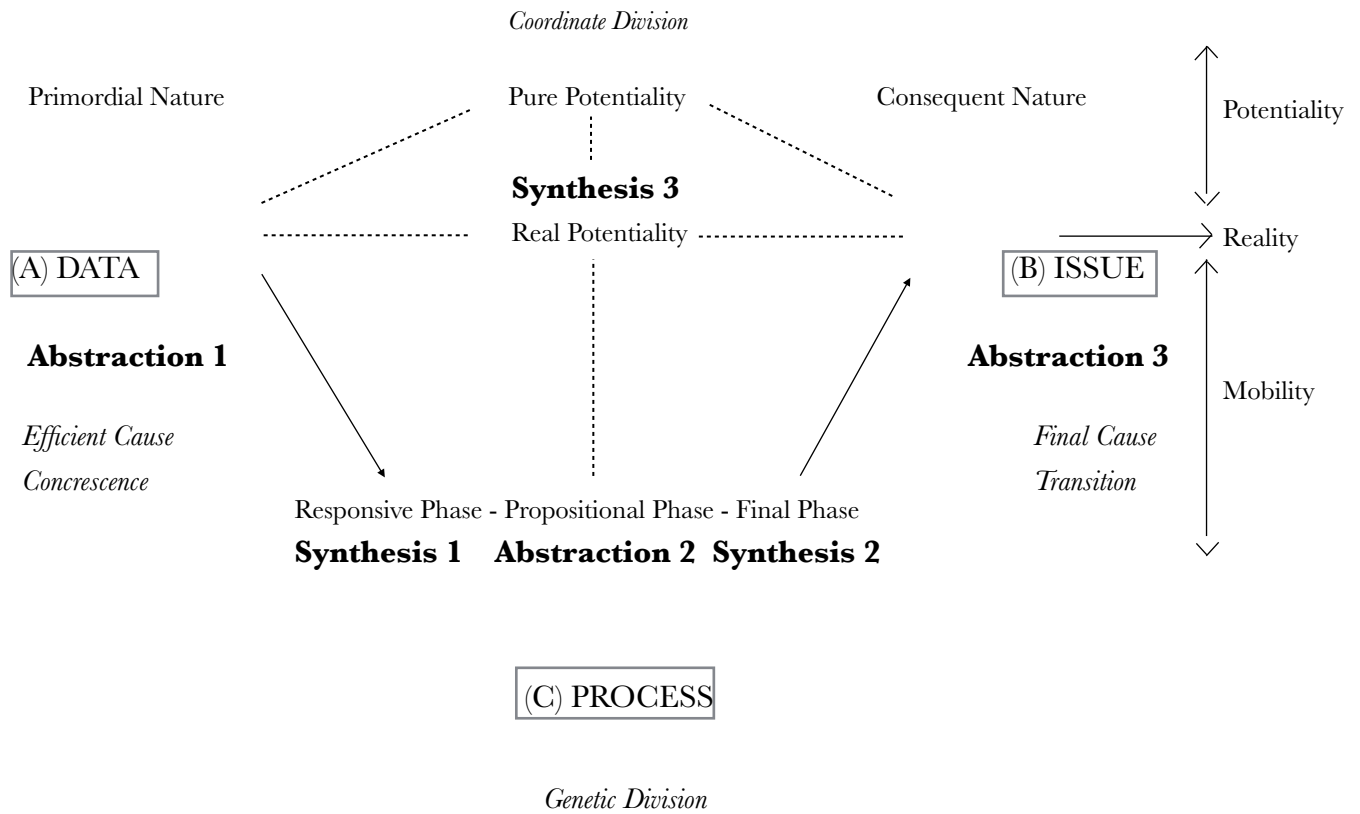 Coordinate Division
Primordial Nature
Pure Potentiality
Consequent Nature
Potentiality
Synthesis 3
Real Potentiality
Reality
(A) DATA
(B) ISSUE
Abstraction 1
Abstraction 3
Mobility
Efficient Cause
Concrescence
Final Cause
Transition
Responsive Phase - Propositional Phase - Final Phase
Synthesis 1 Abstraction 2 Synthesis 2
(C) PROCESS
Genetic Division